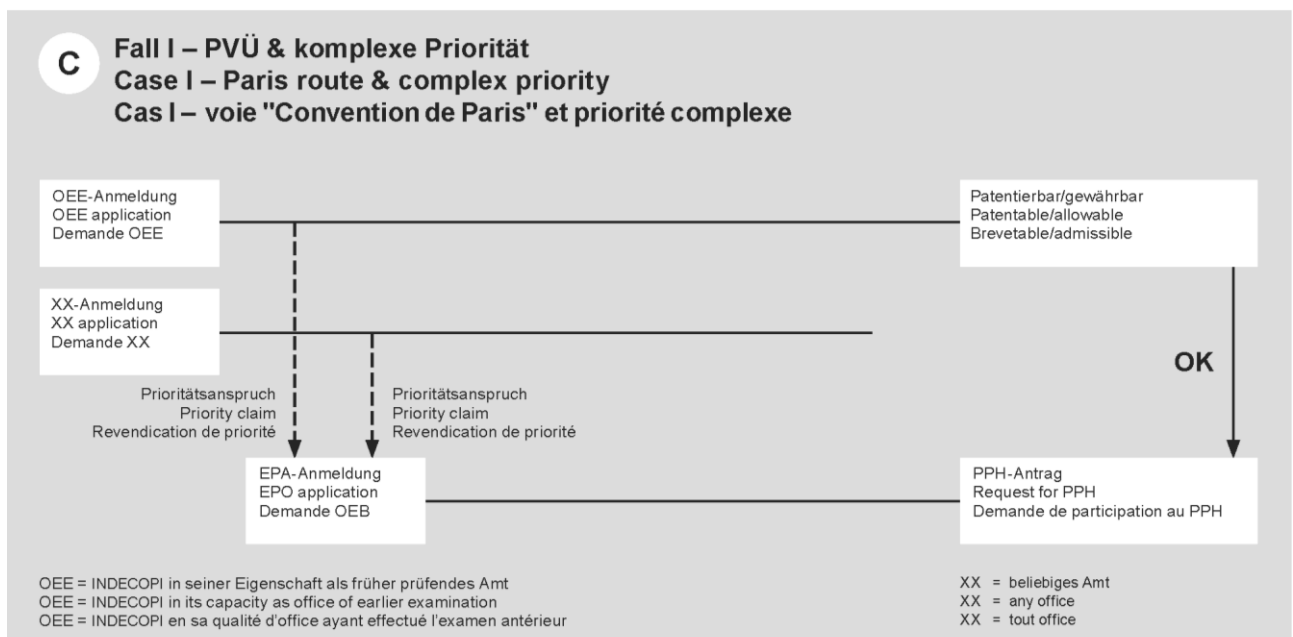 C
Fall I – PVÜ & komplexe Priorität
Case I – Paris route & complex priority
Cas I – voie "Convention de Paris" et priorité complexe
OEE-Anmeldung
OEE application
Demande OEE
Patentierbar/gewährbar
Patentable/allowable
Brevetable/admissible
XX-Anmeldung
XX application
Demande XX
OK
Prioritätsanspruch
Priority claim
Revendication de priorité
Prioritätsanspruch
Priority claim
Revendication de priorité
EPA-Anmeldung
EPO application
Demande OEB
PPH-Antrag
Request for PPH
Demande de participation au PPH
OEE = INDECOPI in seiner Eigenschaft als früher prüfendes Amt
OEE = INDECOPI in its capacity as office of earlier examination
OEE = INDECOPI en sa qualité d'office ayant effectué l'examen antérieur
XX = beliebiges Amt
XX = any office
XX = tout office